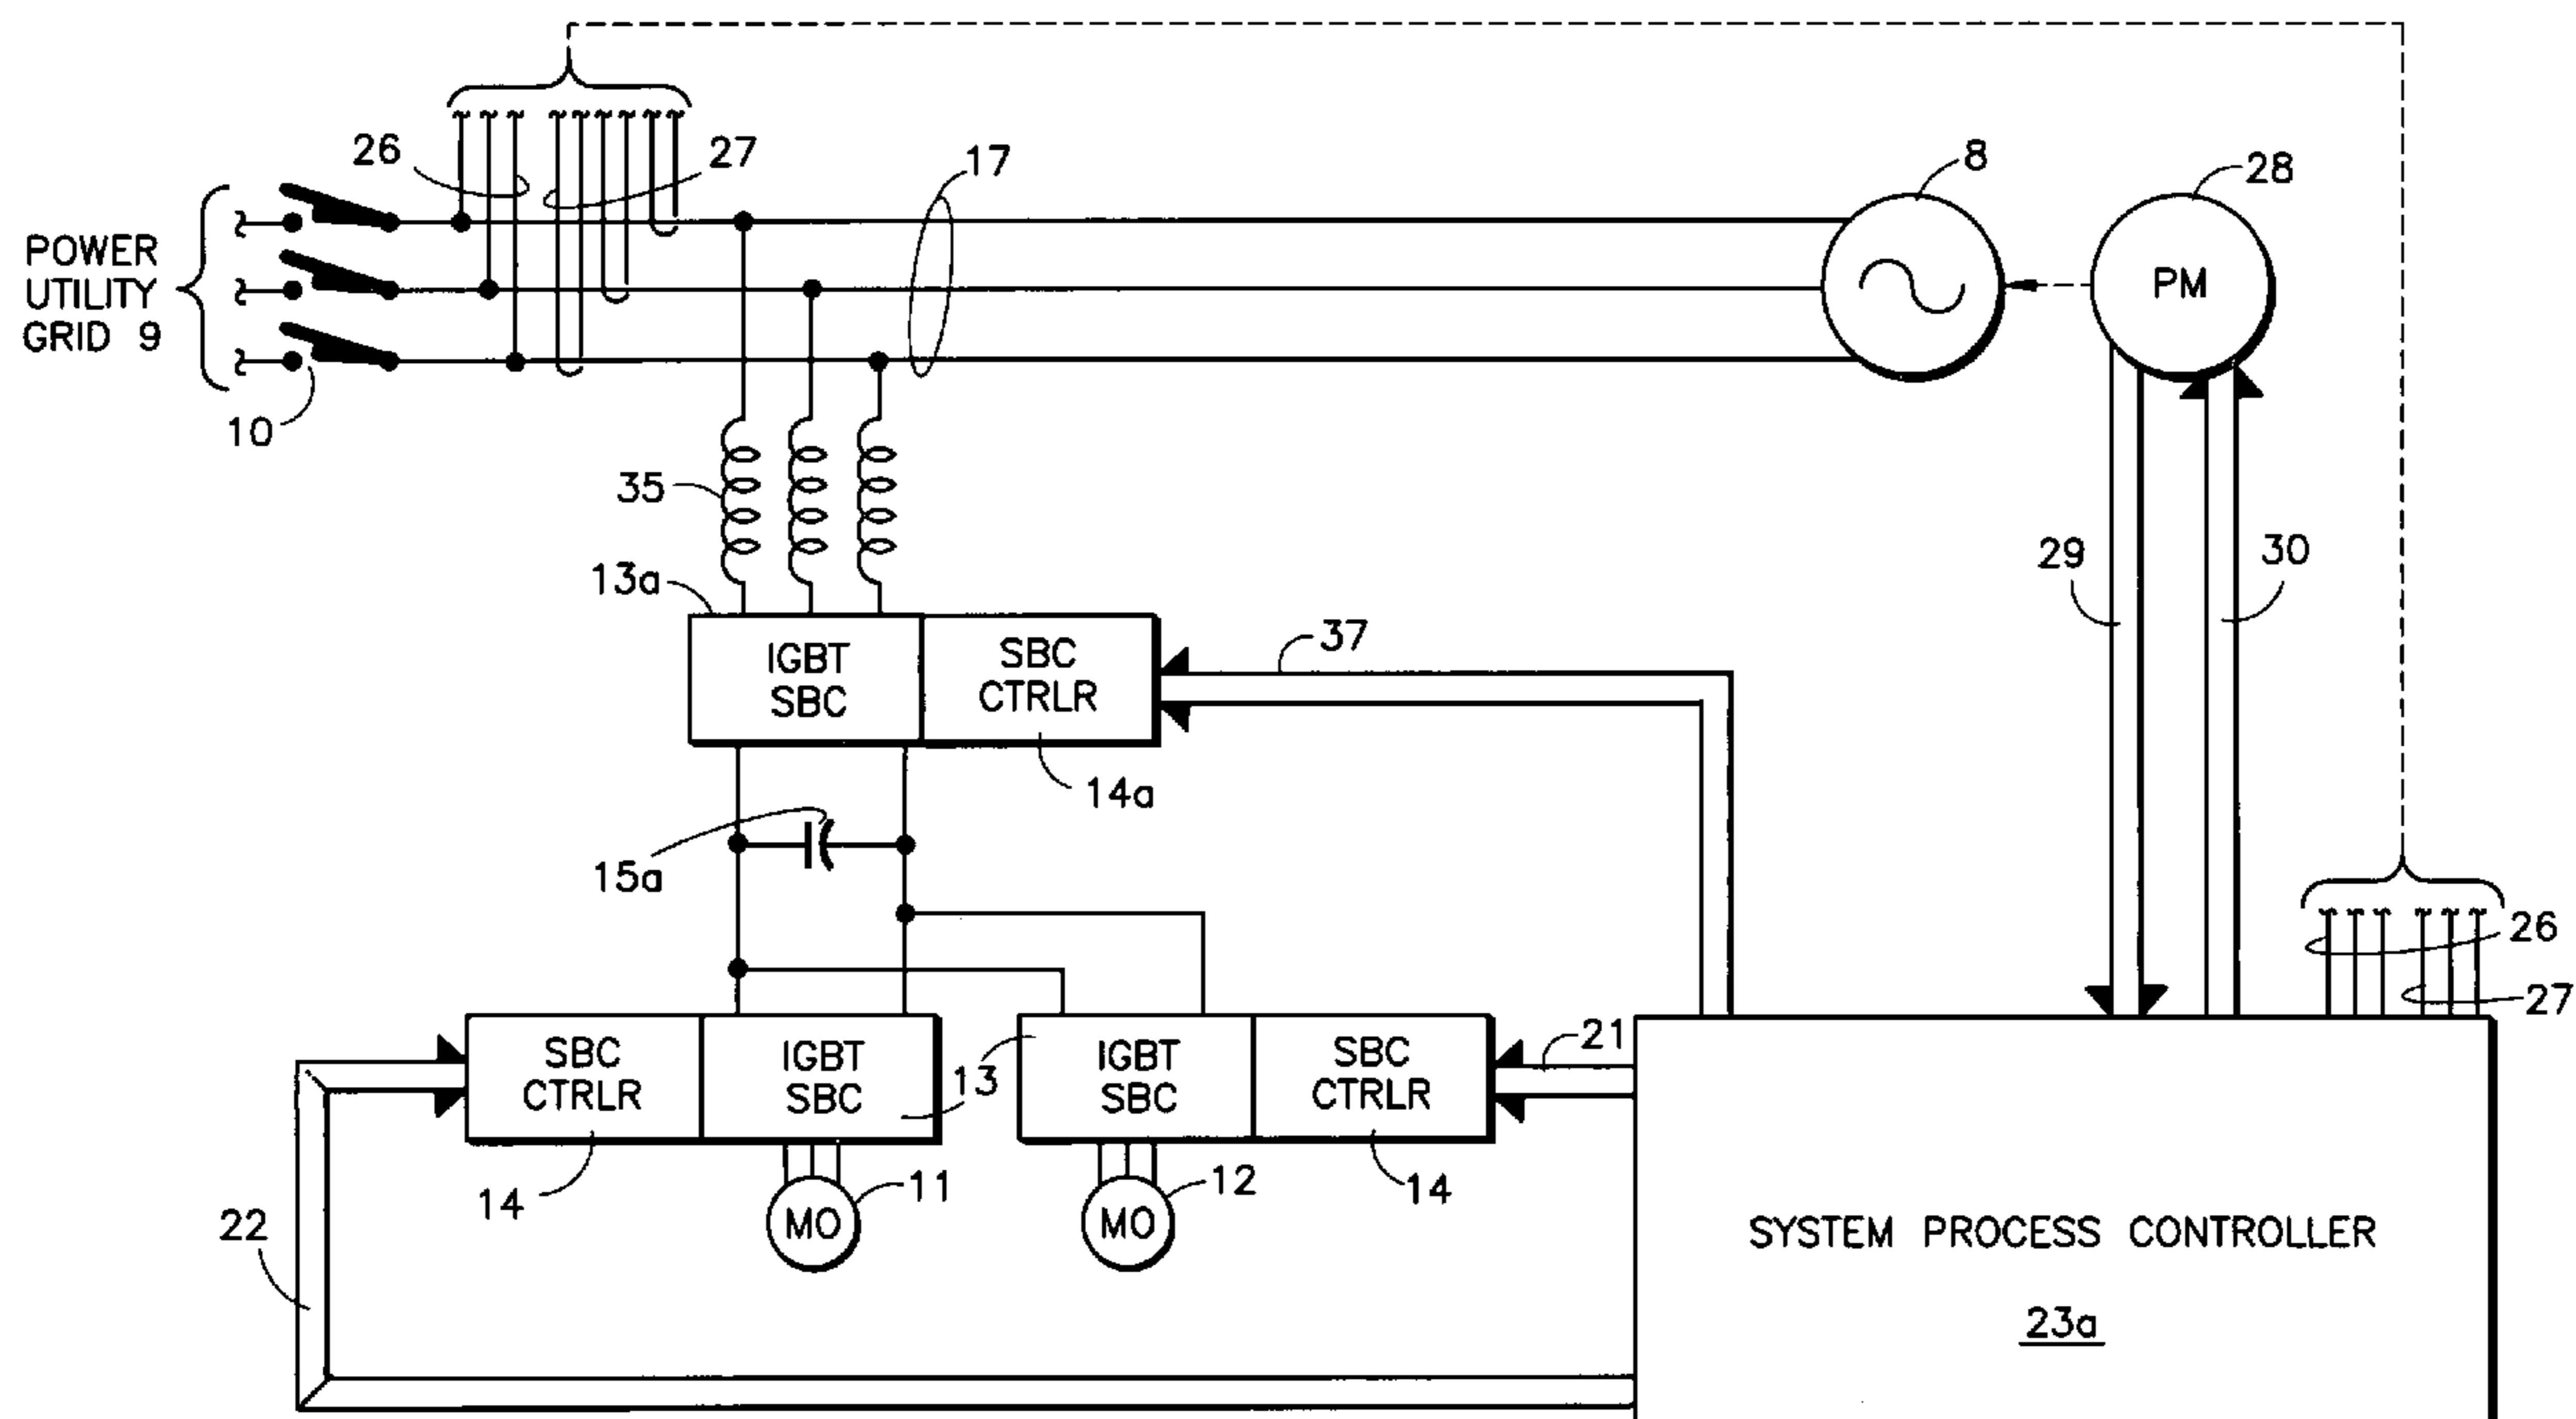 26
27
17
8
28
POWER
UTILITY
GRID 9
PM
10
35
13a
29
30
IGBT
SBC
SBC
CTRLR
37
14a
15a
26
27
SBC
CTRLR
IGBT
SBC
13
IGBT
SBC
SBC
CTRLR
21
14
11
12
14
22
MO
MO
SYSTEM PROCESS CONTROLLER
23a